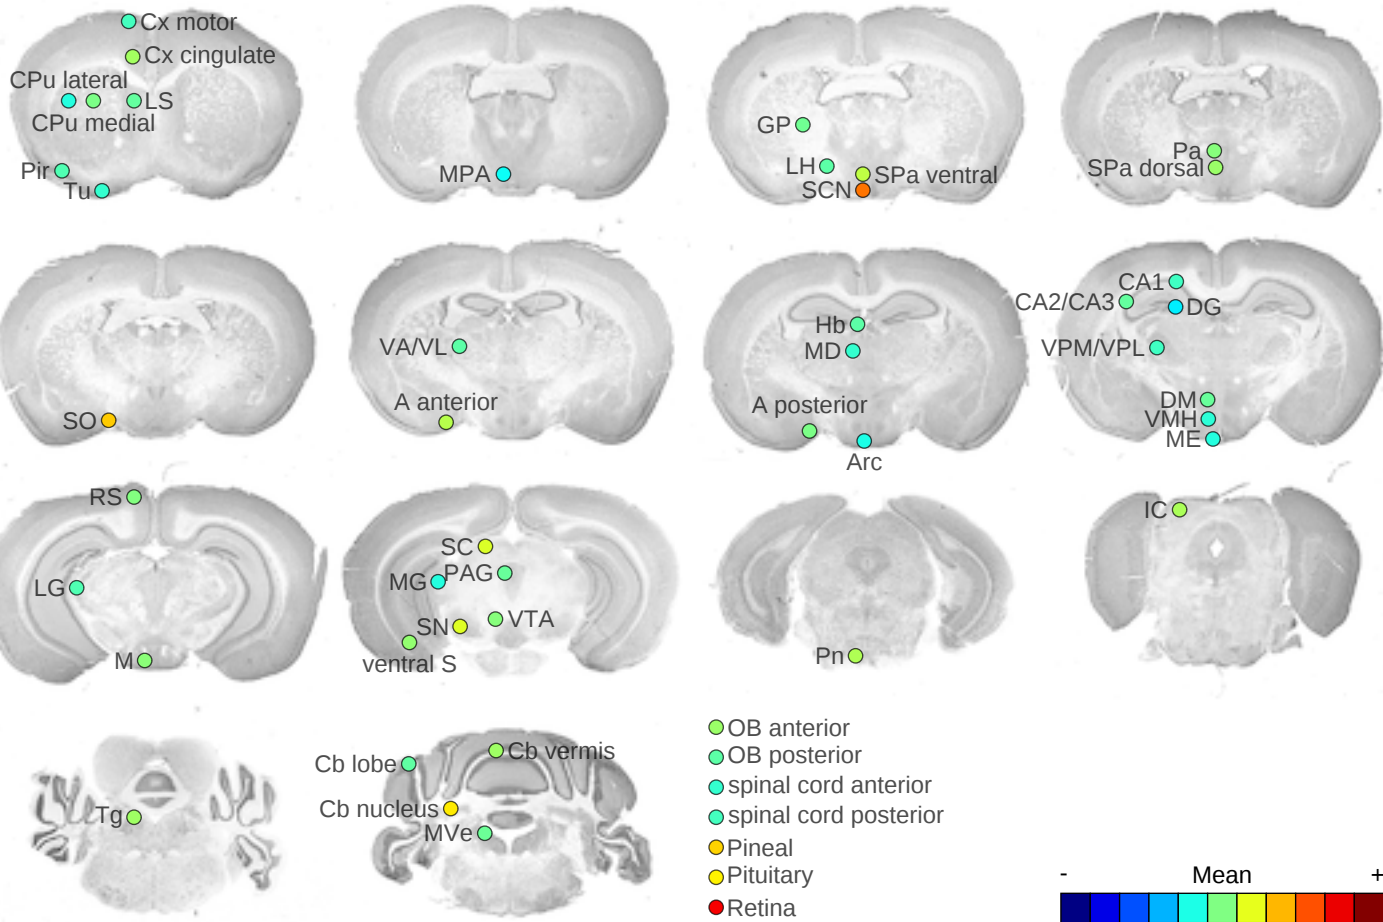 Cx motor
Cx cingulate
CPu lateral
LS
CPu medial
Pir
Tu
MPA
GP
LH
SPa ventral
SCN
Pa
SPa dorsal
SO
VA/VL
A anterior
Hb
MD
A posterior
Arc
CA1
CA2/CA3
DG
VPM/VPL
DM
VMH
ME
RS
LG
M
SC
MG
PAG
SN
VTA
ventral S
Pn
IC
Tg
Cb lobe
Cb vermis
Cb nucleus
MVe
OB anterior
OB posterior
spinal cord anterior
spinal cord posterior
Pineal
Pituitary
Retina
- Mean +